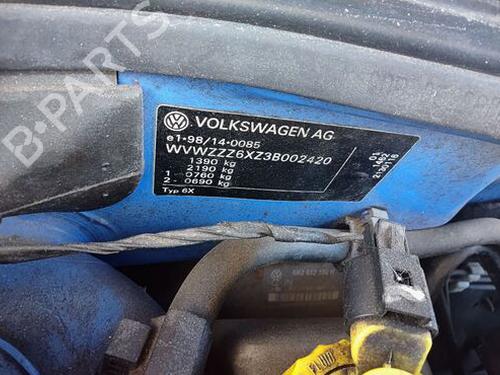 B-PARTS
VOLKSWAGEN AG
e1*98/14*0085
WVWZZZ6XZ3B002420
1390 kg
2190 kg
1- 0760 kg
2- 0690 kg
Typ 6X